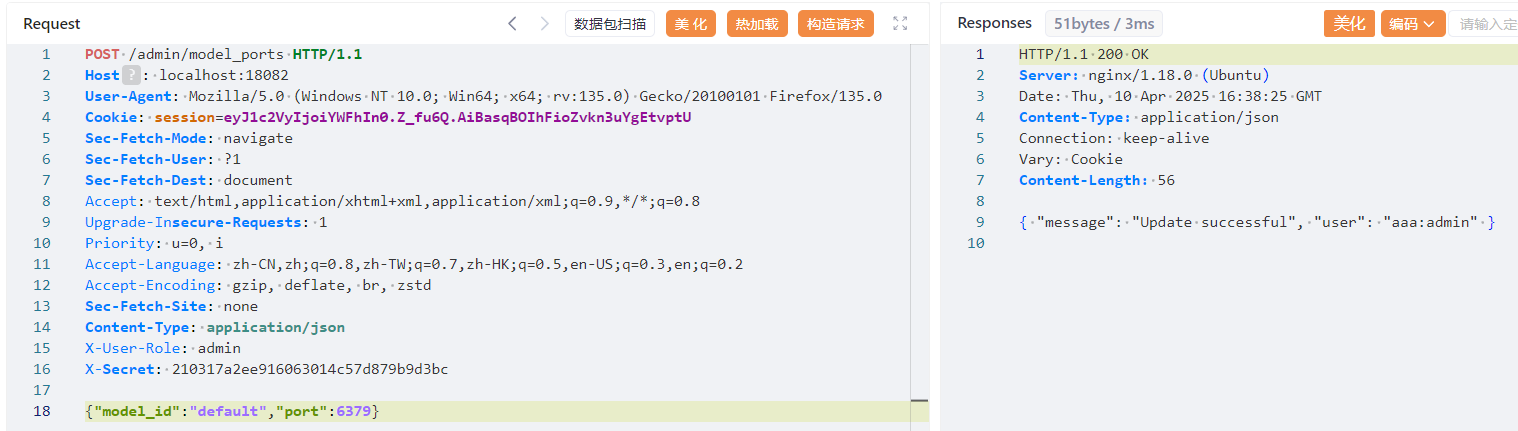 Request
数据包扫描
美化
热加载
构造请求
1 POST /admin/model_ports HTTP/1.1
2 Host ? : localhost:18082
3 User-Agent: Mozilla/5.0 (Windows NT 10.0; Win64; x64; rv:135.0) Gecko/20100101 Firefox/135.0
4 Cookie: session=eyJ1c2VyIjoiYWFhIn0.Z_fu6Q.AiBasqBOIhFioZvkn3uYgEtvptU
5 Sec-Fetch-Mode: navigate
6 Sec-Fetch-User: ?1
7 Sec-Fetch-Dest: document
8 Accept: text/html,application/xhtml+xml,application/xml;q=0.9,*/*;q=0.8
9 Upgrade-Insecure-Requests: 1
10 Priority: u=0, i
11 Accept-Language: zh-CN,zh;q=0.8,zh-TW;q=0.7,zh-HK;q=0.5,en-US;q=0.3,en;q=0.2
12 Accept-Encoding: gzip, deflate, br, zstd
13 Sec-Fetch-Site: none
14 Content-Type: application/json
15 X-User-Role: admin
16 X-Secret: 210317a2ee916063014c57d879b9d3bc
17
18 {"model_id":"default","port":6379}
Responses
51bytes / 3ms
美化
编码
请输入定
1 HTTP/1.1 200 OK
2 Server: nginx/1.18.0 (Ubuntu)
3 Date: Thu, 10 Apr 2025 16:38:25 GMT
4 Content-Type: application/json
5 Connection: keep-alive
6 Vary: Cookie
7 Content-Length: 56
8
9 { "message": "Update successful", "user": "aaa:admin" }
10